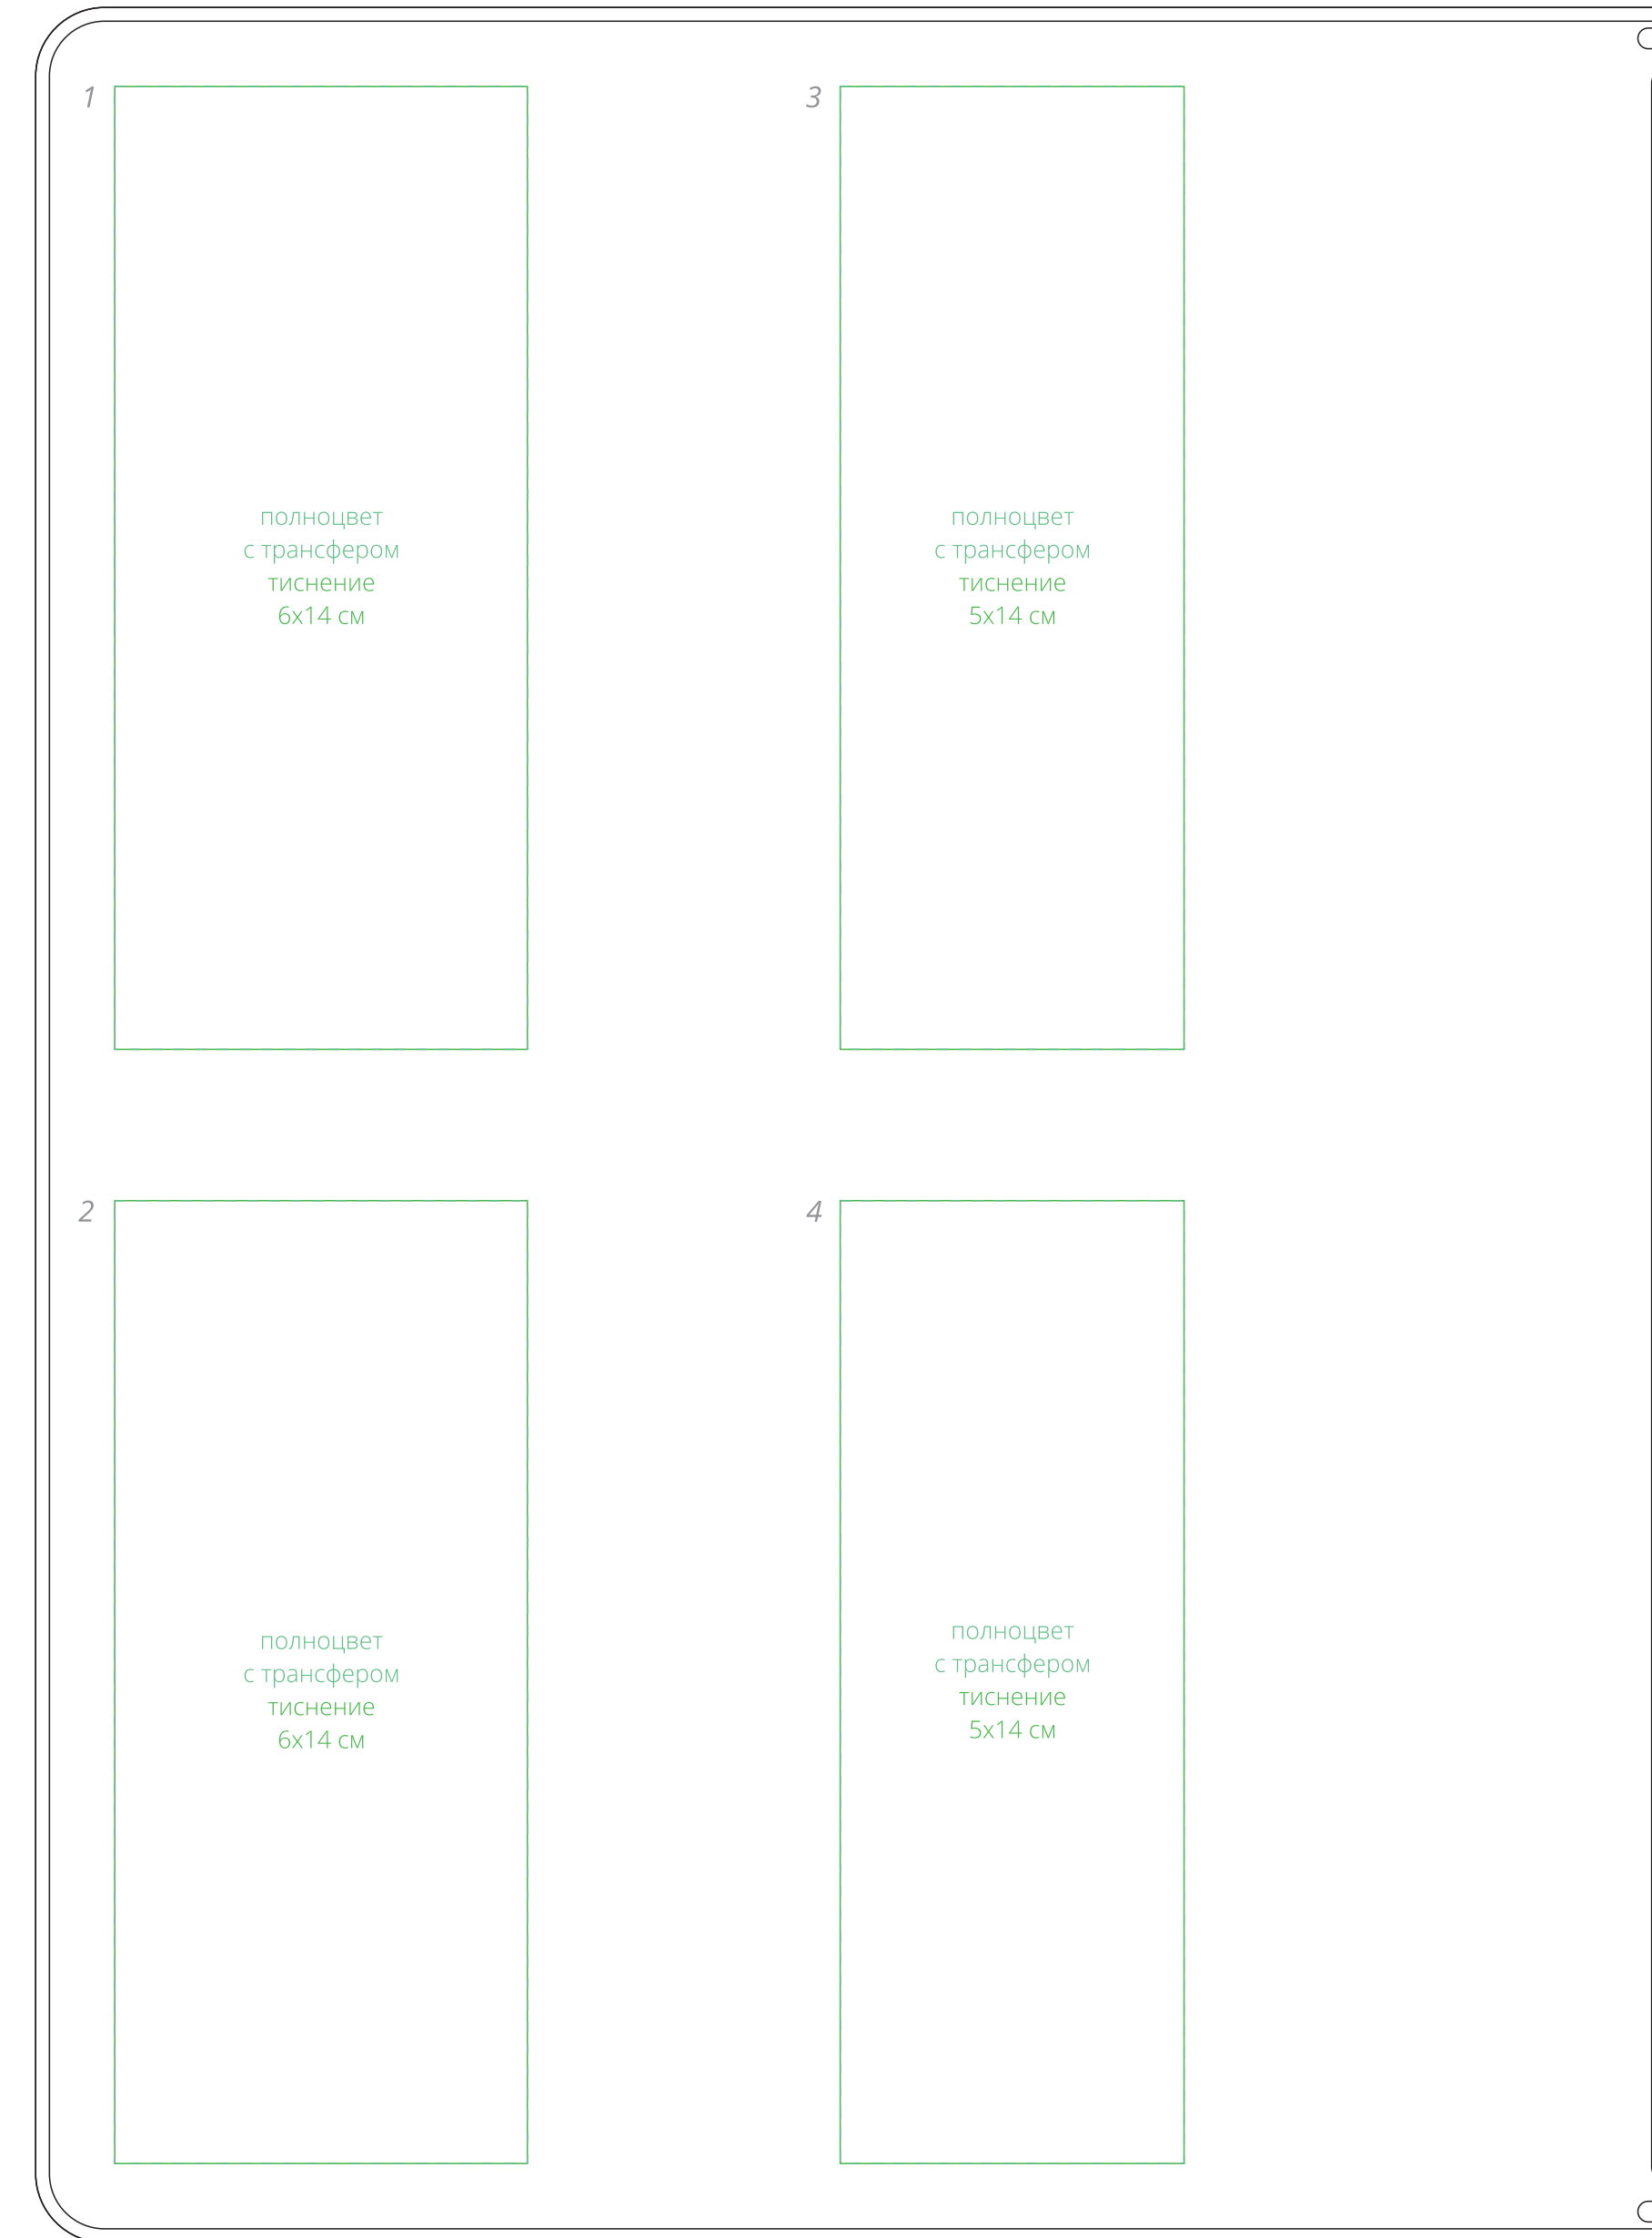 1
полноцвет
с трансфером
тиснение
6х14 см
2
полноцвет
с трансфером
тиснение
6х14 см
3
полноцвет
с трансфером
тиснение
5х14 см
4
полноцвет
с трансфером
тиснение
5х14 см